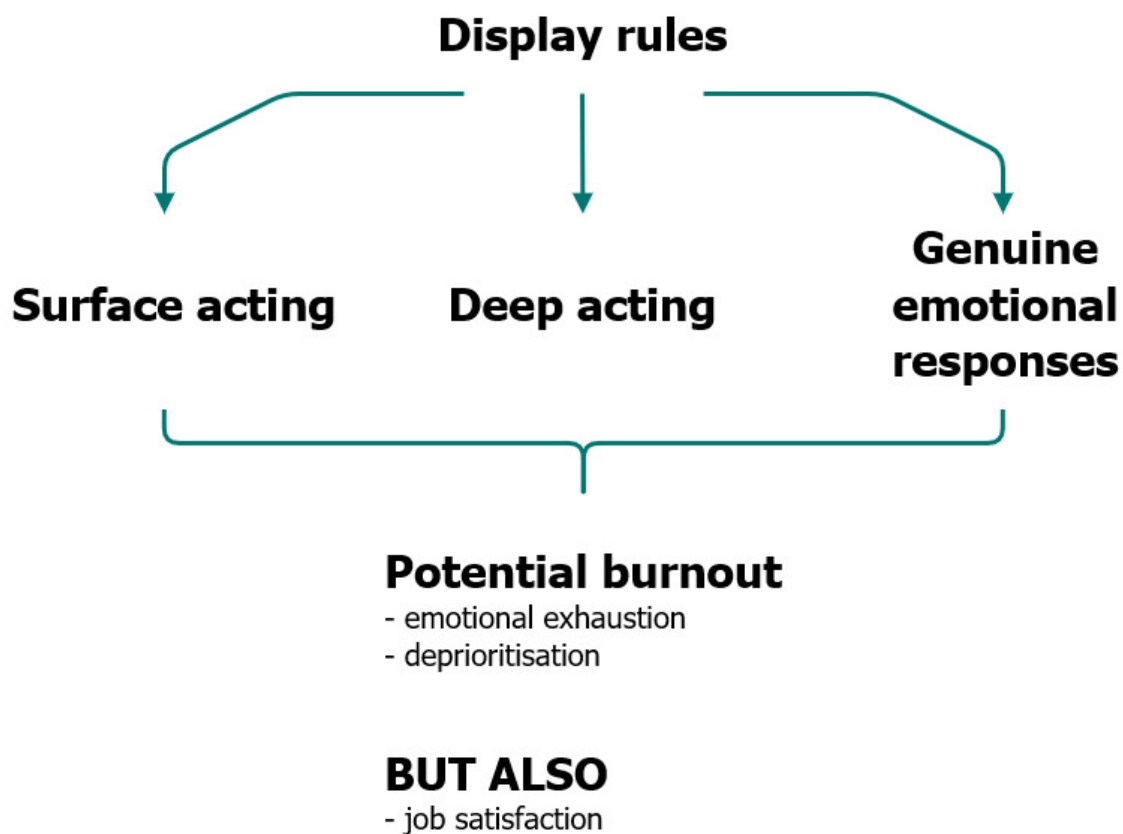 Display rules
Surface acting
Deep acting
Genuine
emotional
responses
Potential burnout
- emotional exhaustion
- deprioritisation
BUT ALSO
- job satisfaction